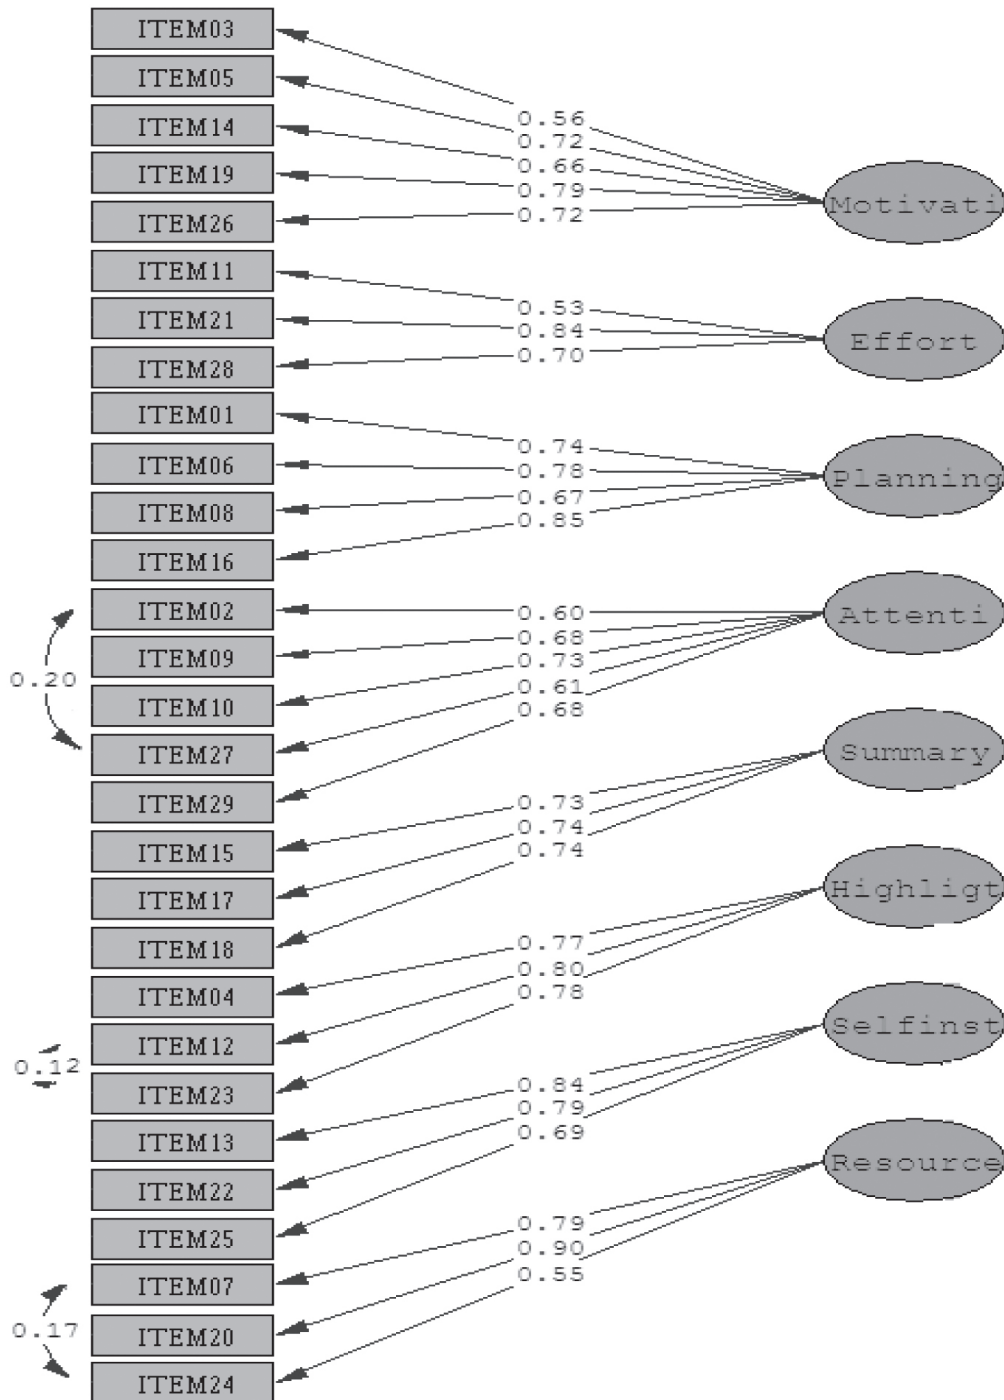 ITEM03
ITEM05
ITEM14
ITEM19
ITEM26
ITEM11
ITEM21
ITEM28
ITEM01
ITEM06
ITEM08
ITEM16
ITEM02
ITEM09
ITEM10
ITEM27
ITEM29
ITEM15
ITEM17
ITEM18
ITEM04
ITEM12
ITEM23
ITEM13
ITEM22
ITEM25
ITEM07
ITEM20
ITEM24
0.20
0.12
0.17
0.56
0.72
0.66
0.79
0.72
0.53
0.84
0.70
0.74
0.78
0.67
0.85
0.60
0.68
0.73
0.61
0.68
0.73
0.74
0.74
0.77
0.80
0.78
0.84
0.79
0.69
0.79
0.90
0.55
Motivati
Effort
Planning
Attenti
Summary
Highligt
Selfinst
Resource